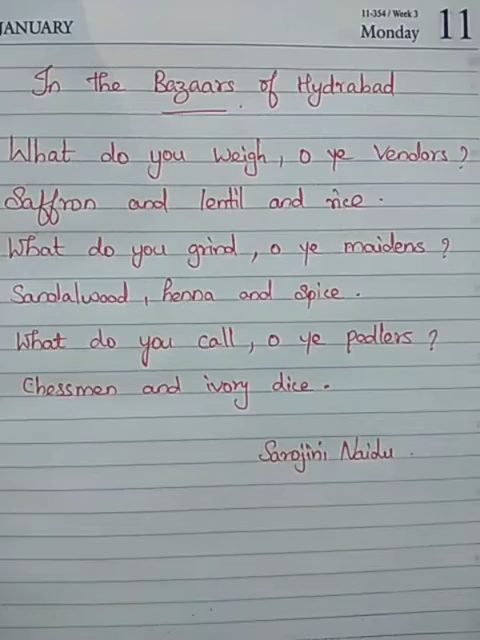 JANUARY
11-354 / Week 3
Monday 11
In the Bazaars of Hydrabad
What do you weigh, o ye vendors?
Saffron and lentil and rice.
What do you grind, o ye maidens?
Sandalwood, henna and spice.
What do you call, o ye pedlers?
Chessmen and ivory dice.
Sarojini Naidu.